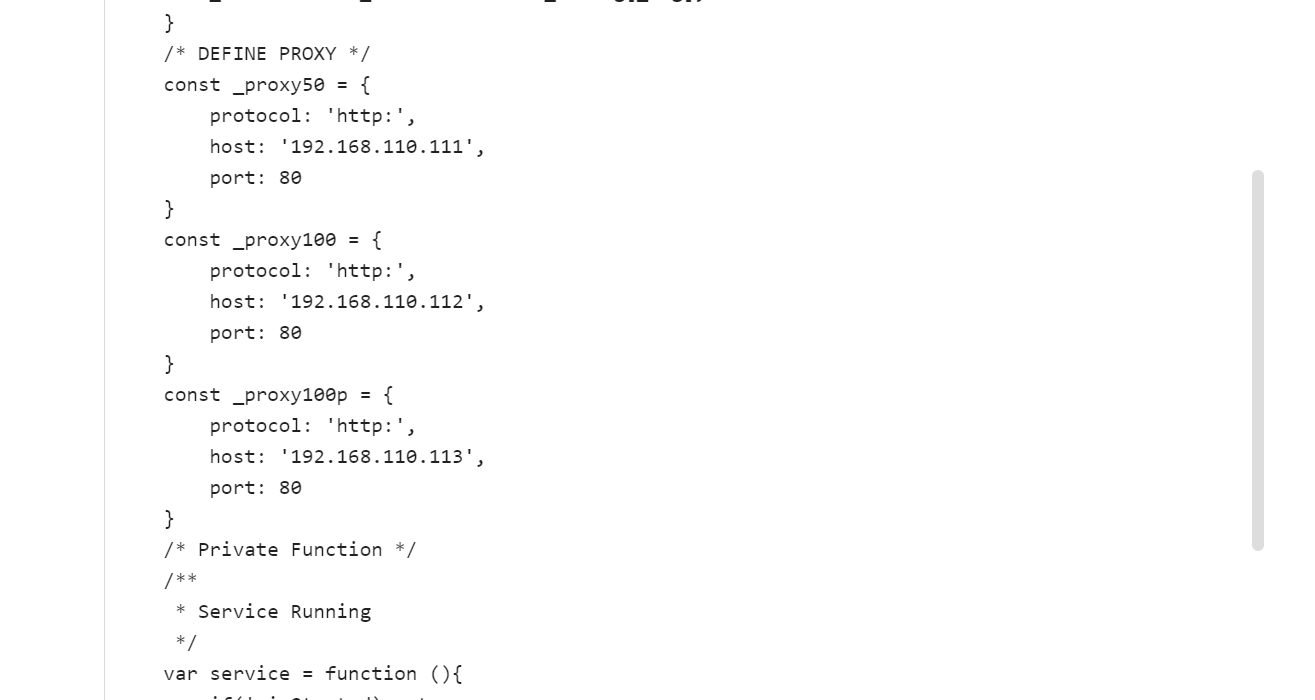 }
/* DEFINE PROXY */
const _proxy50 = {
    protocol: 'http:',
    host: '192.168.110.111',
    port: 80
}
const _proxy100 = {
    protocol: 'http:',
    host: '192.168.110.112',
    port: 80
}
const _proxy100p = {
    protocol: 'http:',
    host: '192.168.110.113',
    port: 80
}
/* Private Function */
/**
 * Service Running
 */
var service = function (){